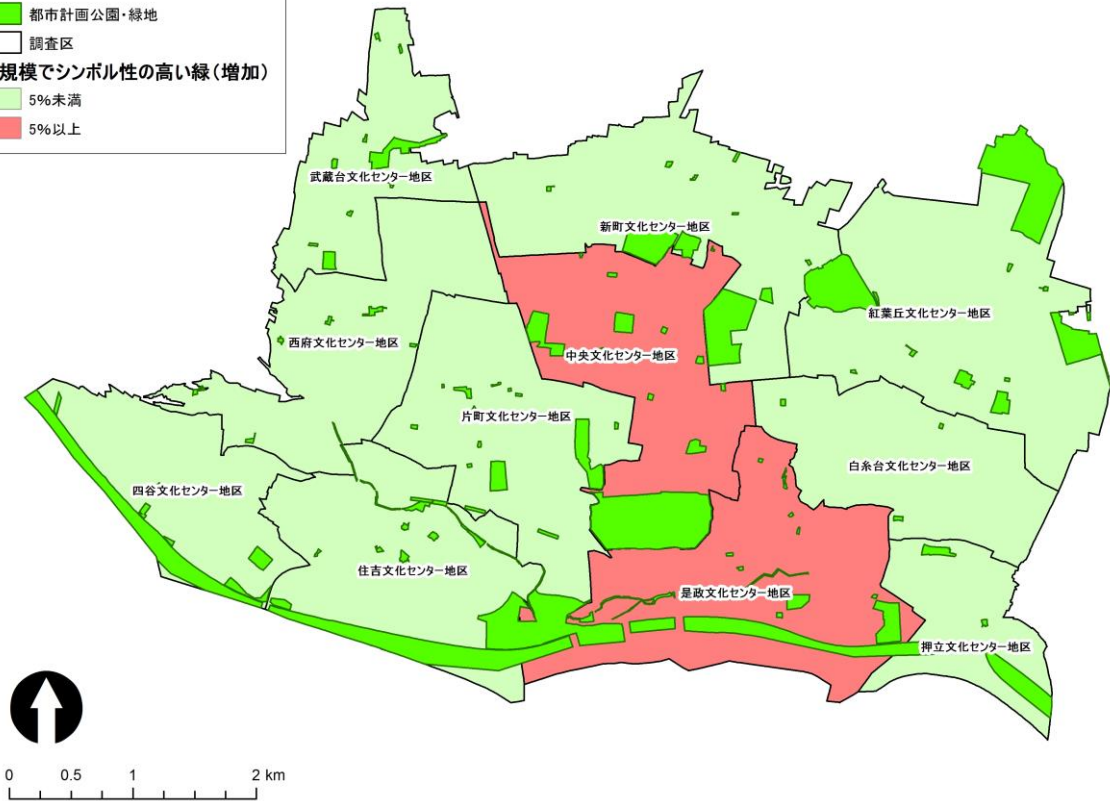 都市計画公園・緑地
調査区
規模でシンボル性の高い緑（増加）
5%未満
5%以上
武蔵台文化センター地区
新町文化センター地区
紅葉丘文化センター地区
西府文化センター地区
中央文化センター地区
片町文化センター地区
白糸台文化センター地区
四谷文化センター地区
住吉文化センター地区
是政文化センター地区
押立文化センター地区
0 0.5 1 2 km